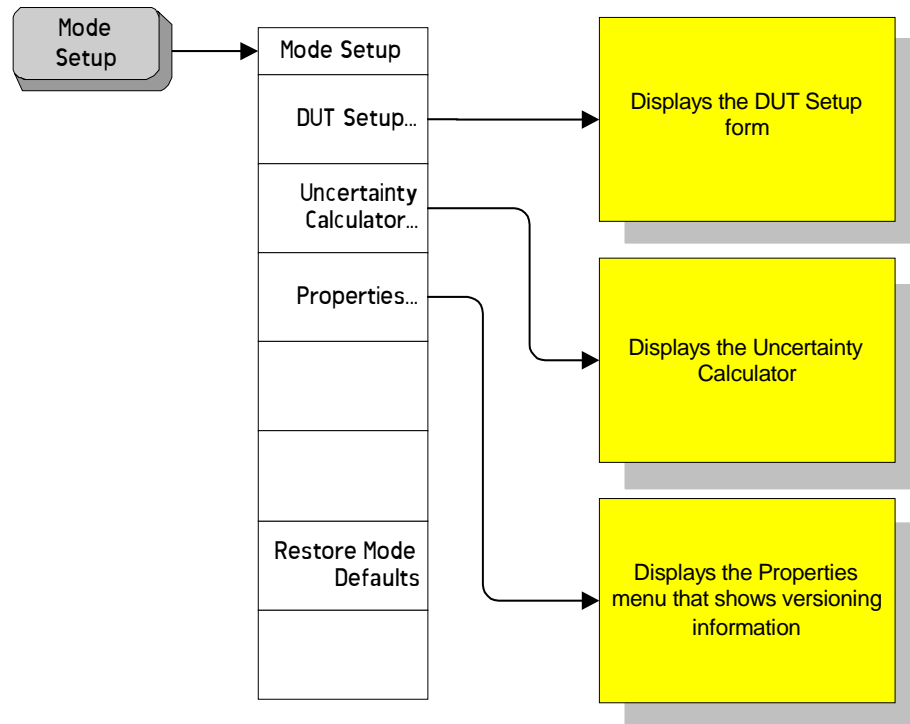 Mode
Setup
Mode Setup
DUT Setup...
Uncertainty
Calculator...
Properties...
Restore Mode
Defaults
Displays the DUT Setup
form
Displays the Uncertainty
Calculator
Displays the Properties
menu that shows versioning
information